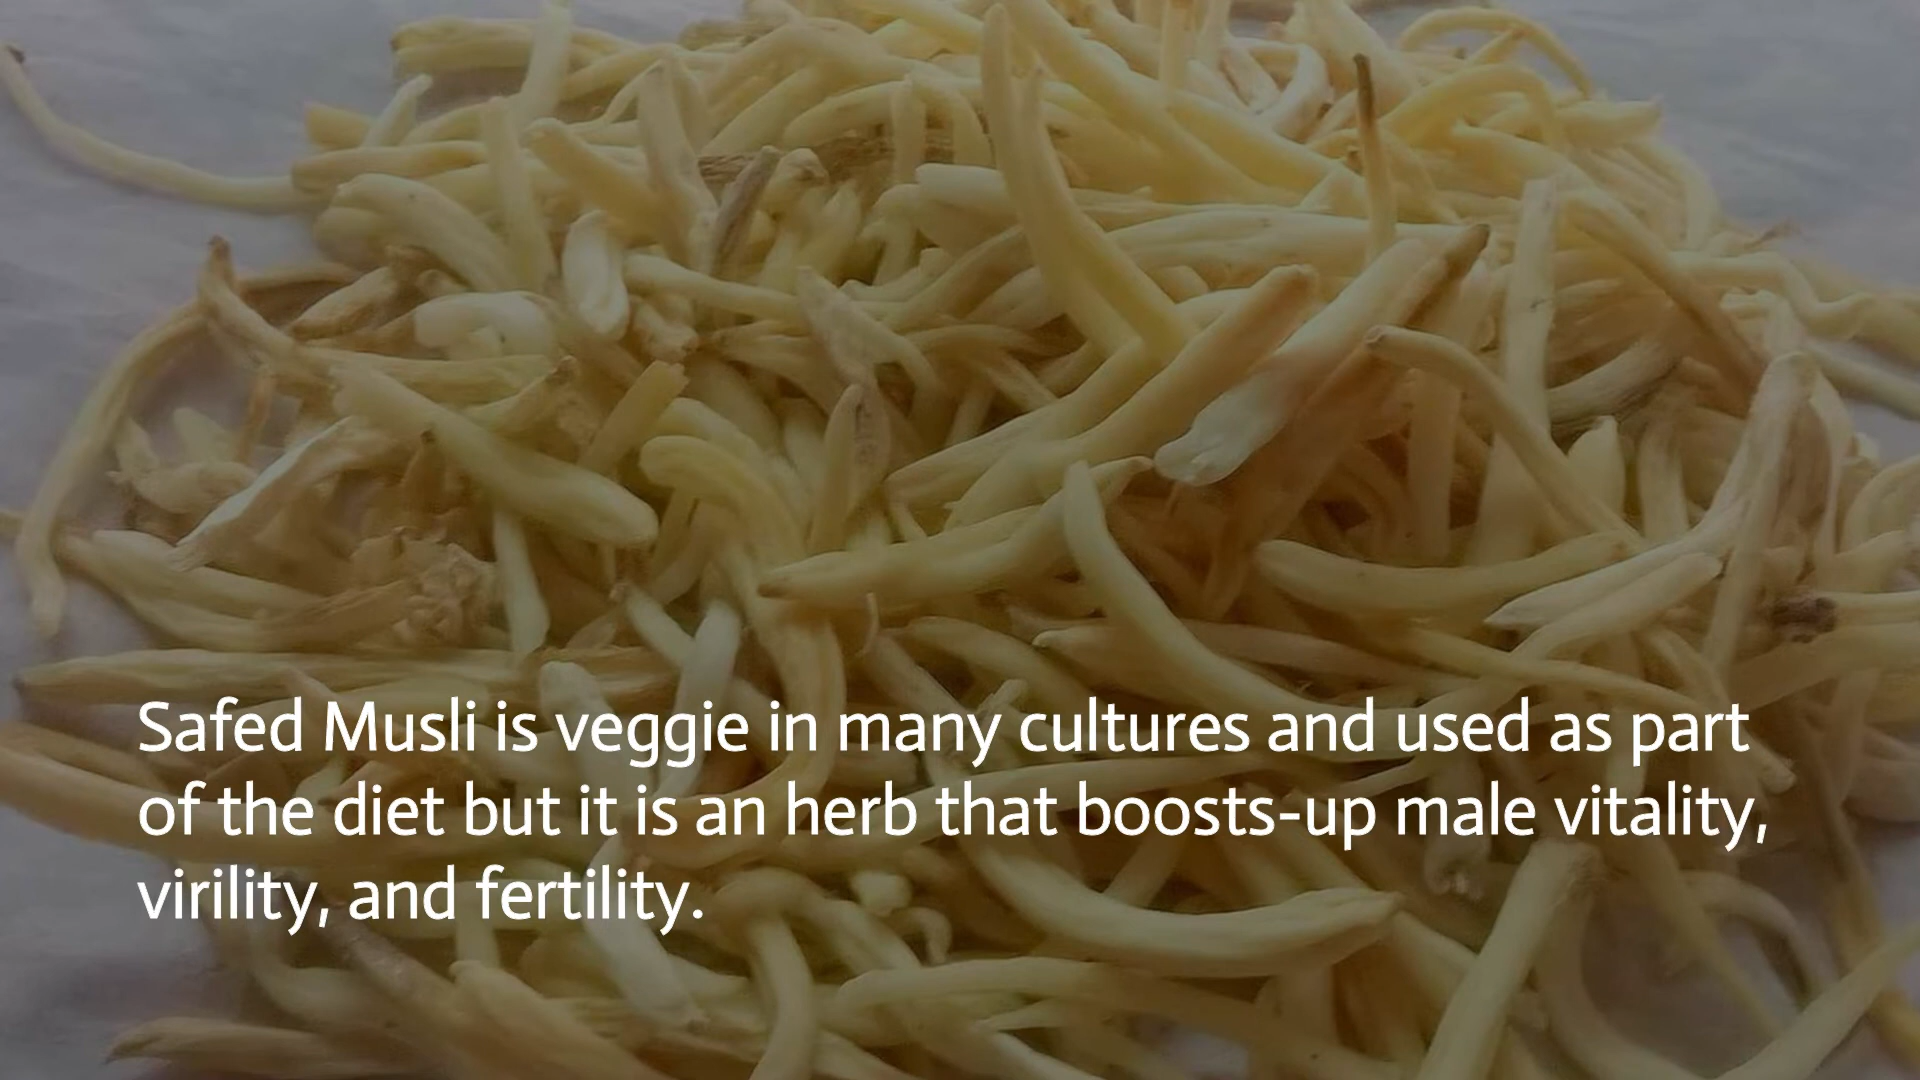 Safed Musli is veggie in many cultures and used as part
of the diet but it is an herb that boosts-up male vitality,
virility, and fertility.